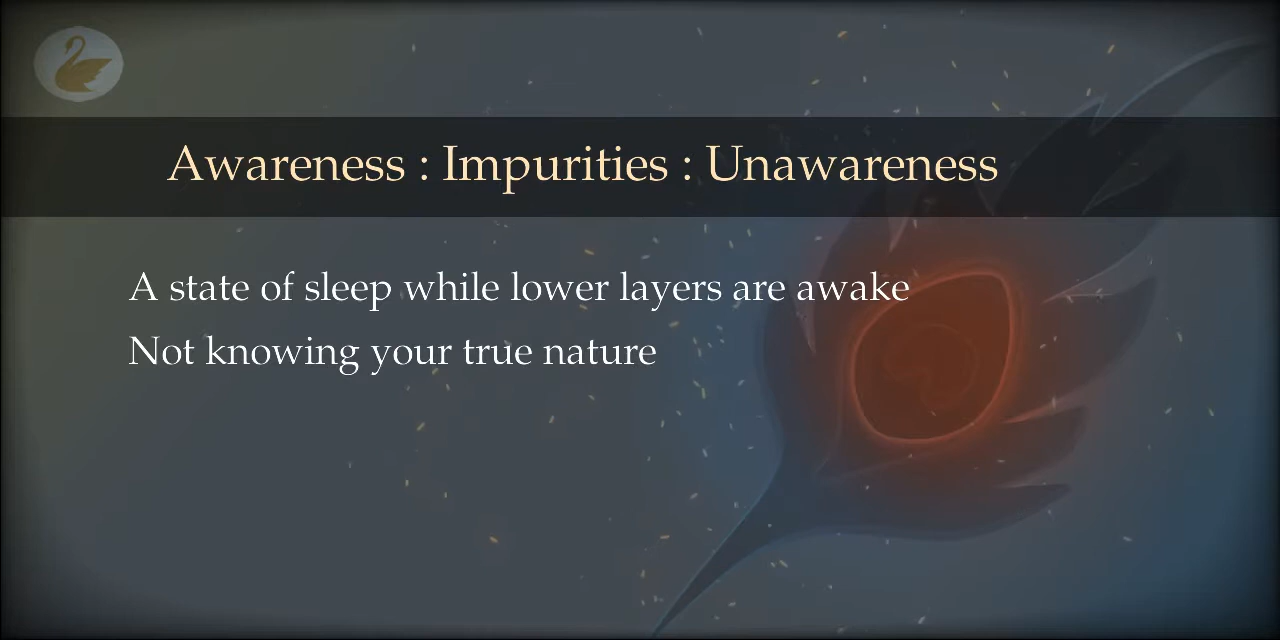 Awareness : Impurities : Unawareness
A state of sleep while lower layers are awake
Not knowing your true nature